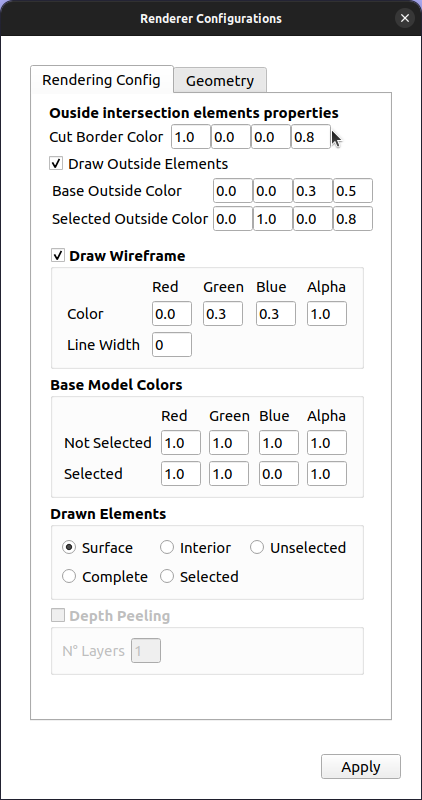 Renderer Configurations
Rendering Config Geometry
Ouside intersection elements properties
Cut Border Color 1.0 0.0 0.0 0.8
Draw Outside Elements
Base Outside Color 0.0 0.0 0.3 0.5
Selected Outside Color 0.0 1.0 0.0 0.8
Draw Wireframe
Red Green Blue Alpha
Color 0.0 0.3 0.3 1.0
Line Width 0
Base Model Colors
Red Green Blue Alpha
Not Selected 1.0 1.0 1.0 1.0
Selected 1.0 1.0 0.0 1.0
Drawn Elements
Surface Interior Unselected
Complete Selected
Depth Peeling
N° Layers 1
Apply